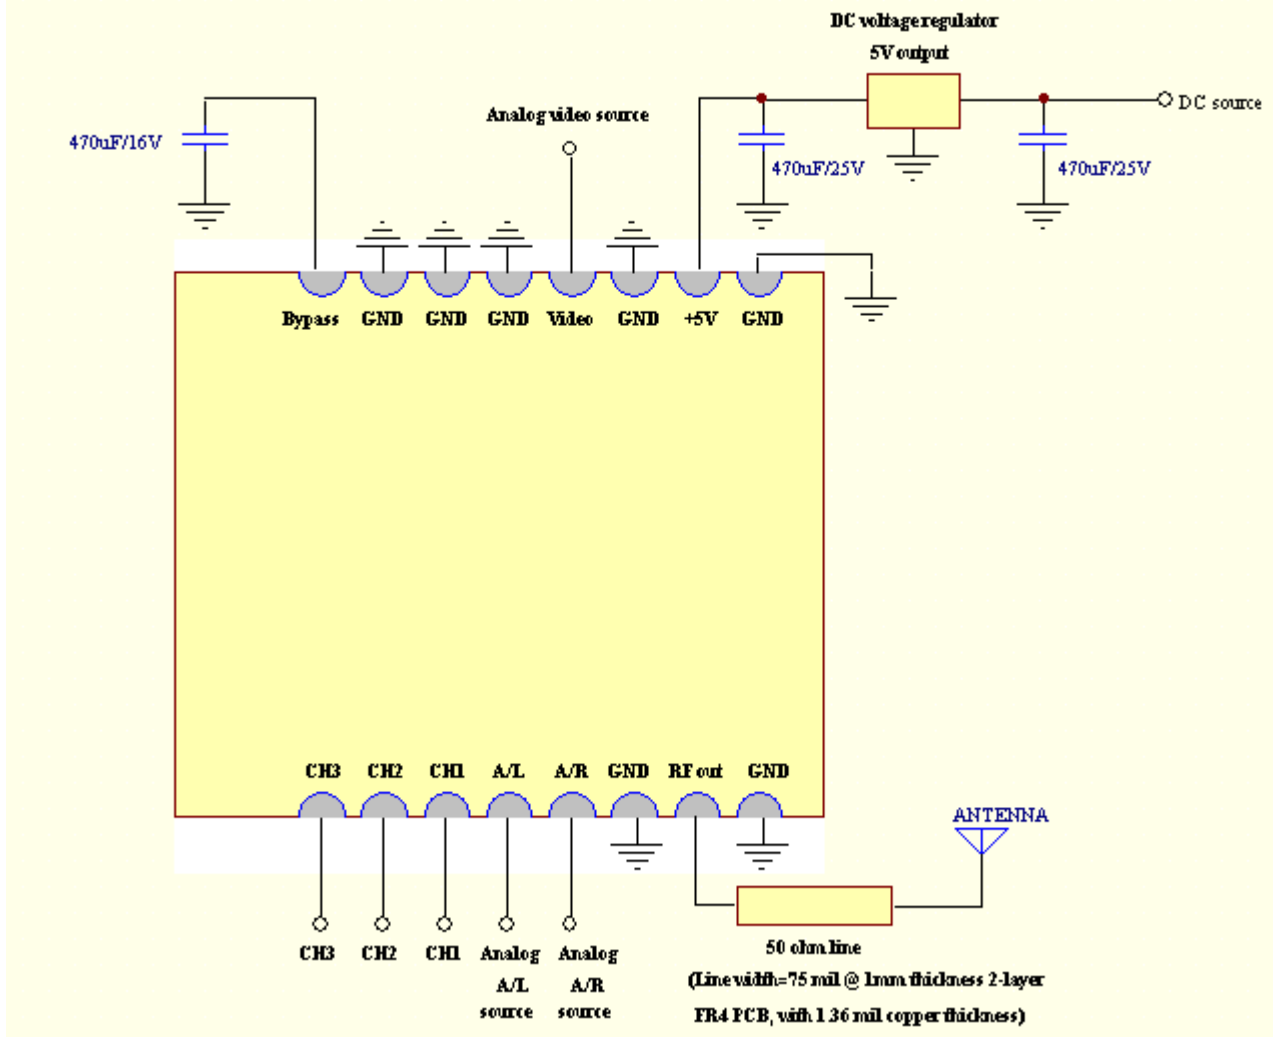 DC voltage regulator
5V output
Analog video source
DC source
470uF/16V
470uF/25V
470uF/25V
Bypass GND GND GND Video GND +5V GND
CH3 CH2 CH1 A/L A/R GND RF out GND
ANTENNA
CH3 CH2 CH1
Analog
A/L
source
Analog
A/R
source
50 ohm line
(Line width=75 mil @ 1mm thickness 2-layer
FR4 PCB, with 1.36 mil copper thickness)